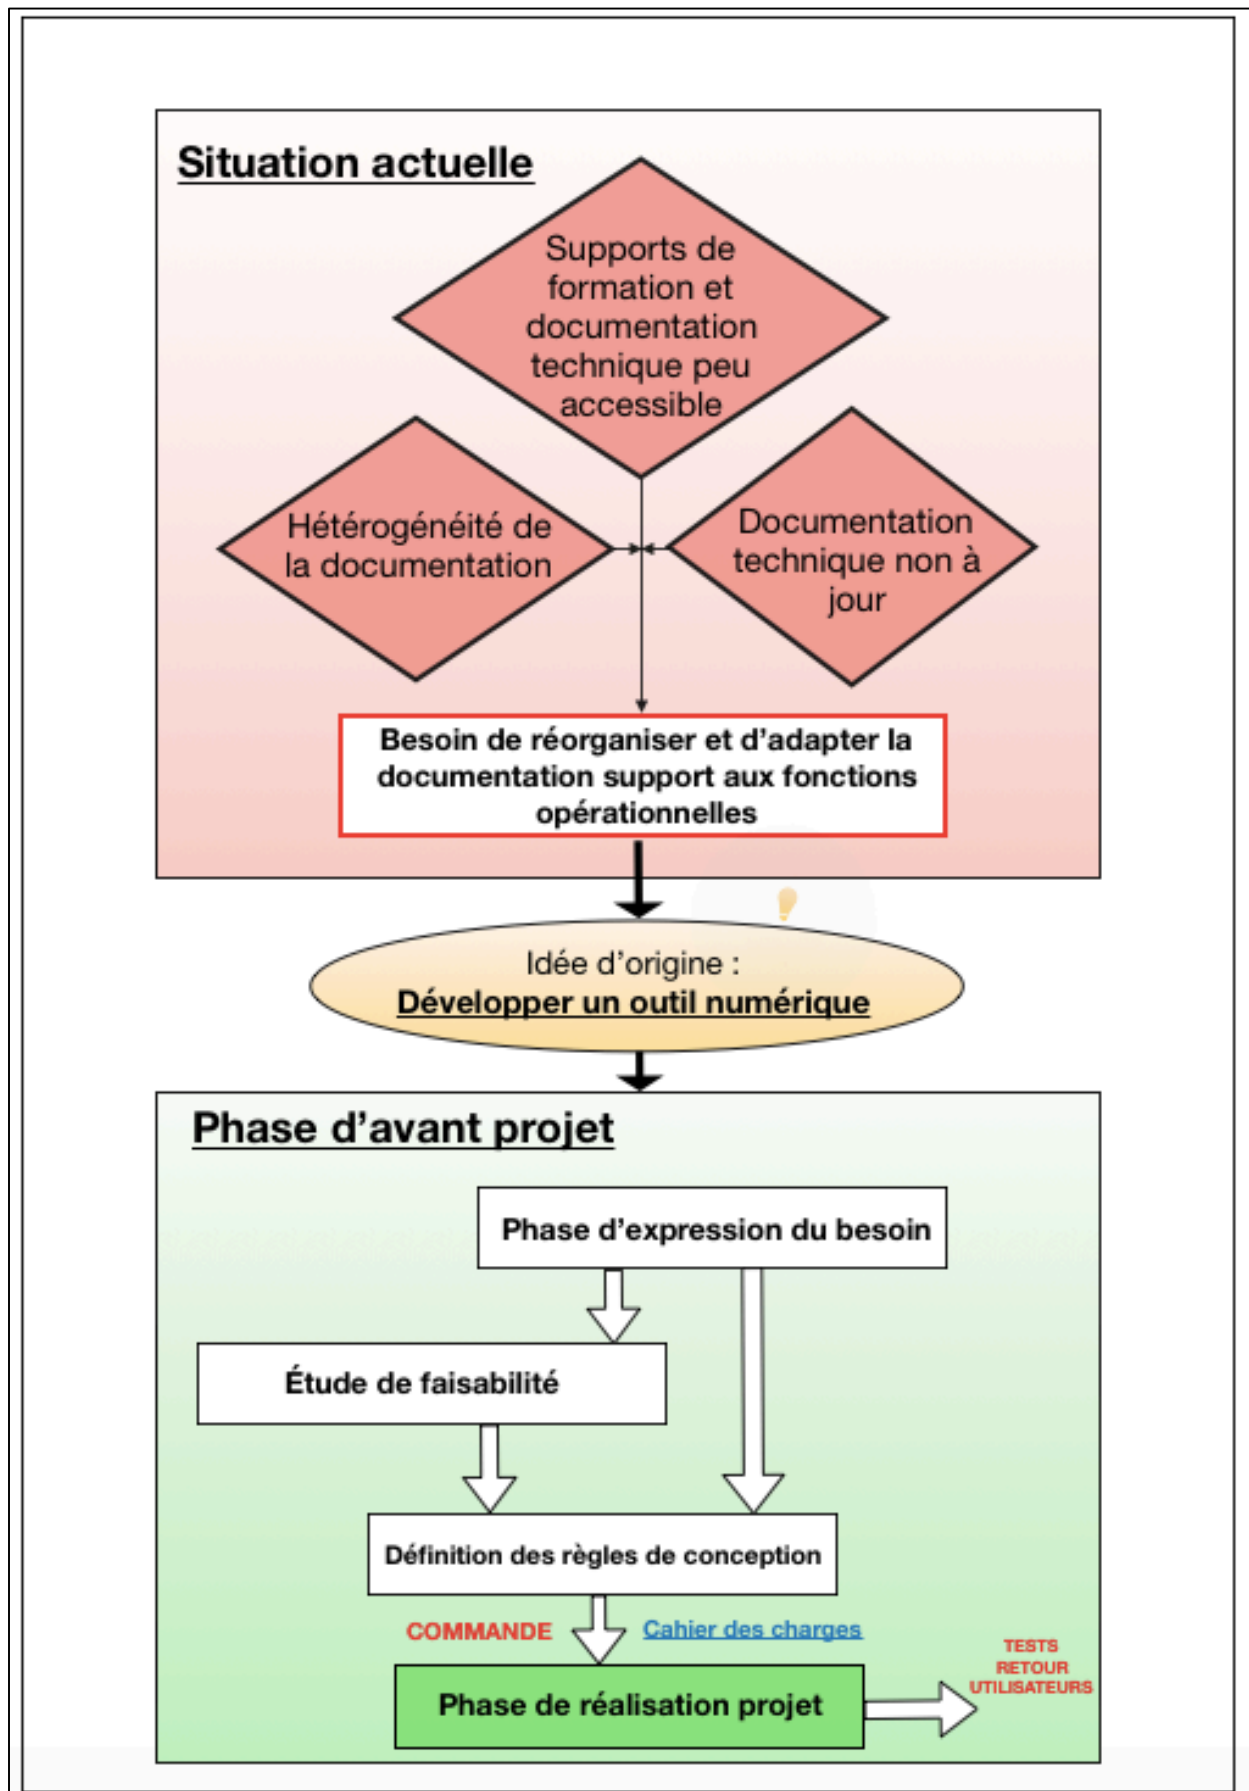 Situation actuelle
Supports de
formation et
documentation
technique peu
accessible
Hétérogénéité de
la documentation
Documentation
technique non à
jour
Besoin de réorganiser et d’adapter la
documentation support aux fonctions
opérationnelles
Idée d’origine :
Développer un outil numérique
Phase d’avant projet
Phase d’expression du besoin
Étude de faisabilité
Définition des règles de conception
COMMANDE
Cahier des charges
Phase de réalisation projet
TESTS
RETOUR
UTILISATEURS